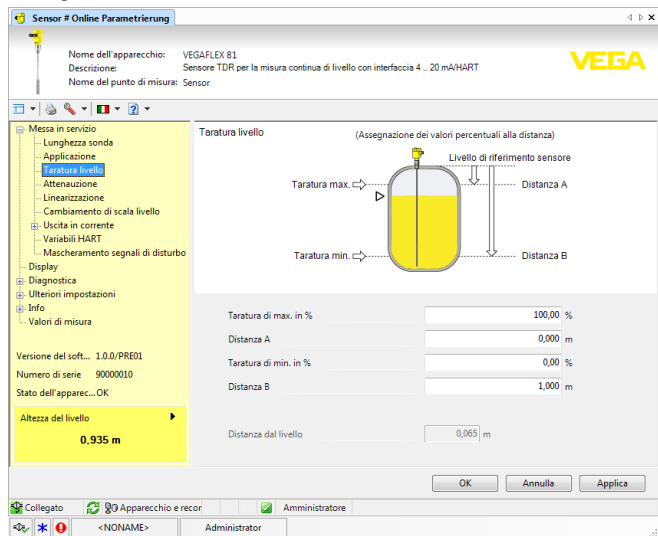 Sensor # Online Parametrierung
Nome dell'apparecchio: VEGAFLEX 81
Descrizione: Sensore TDR per la misura continua di livello con interfaccia 4 ... 20 mA/HART
Nome del punto di misura: Sensor
VEGA
Messa in servizio
Lunghezza sonda
Applicazione
Taratura livello
Attenuazione
Linearizzazione
Cambiamento di scala livello
Uscita in corrente
Variabili HART
Mascheramento segnali di disturbo
Display
Diagnostica
Ulteriori impostazioni
Info
Valori di misura
Versione del soft... 1.0.0/PRE01
Numero di serie 90000010
Stato dell'apparec... OK
Altezza del livello
0,935 m
Taratura livello
(Assegnazione dei valori percentuali alla distanza)
Livello di riferimento sensore
Taratura max.
Distanza A
Taratura min.
Distanza B
Taratura di max. in % 100,00 %
Distanza A 0,000 m
Taratura di min. in % 0,00 %
Distanza B 1,000 m
Distanza dal livello 0,065 m
OK Annulla Applica
Collegato Apparecchio e recor Amministratore
<NONAME> Administrator